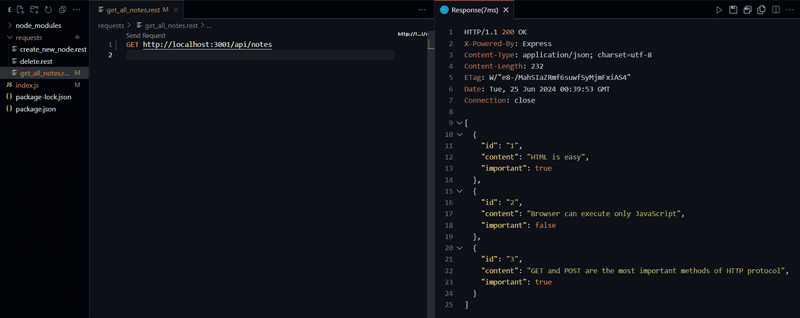 E
node_modules
requests
create_new_node.rest
delete.rest
get_all_notes.r... M
index.js M
package-lock.json
package.json
get_all_notes.rest M
requests > get_all_notes.rest > ...
Send Request
1 GET http://localhost:3001/api/notes
2
Response(7ms)
1 HTTP/1.1 200 OK
2 X-Powered-By: Express
3 Content-Type: application/json; charset=utf-8
4 Content-Length: 232
5 ETag: W/"e8-/MahSIaZRmf6suwfSyMjmFxiAS4"
6 Date: Tue, 25 Jun 2024 00:39:53 GMT
7 Connection: close
8
9 [
10 {
11 "id": "1",
12 "content": "HTML is easy",
13 "important": true
14 },
15 {
16 "id": "2",
17 "content": "Browser can execute only JavaScript",
18 "important": false
19 },
20 {
21 "id": "3",
22 "content": "GET and POST are the most important methods of HTTP protocol",
23 "important": true
24 }
25 ]